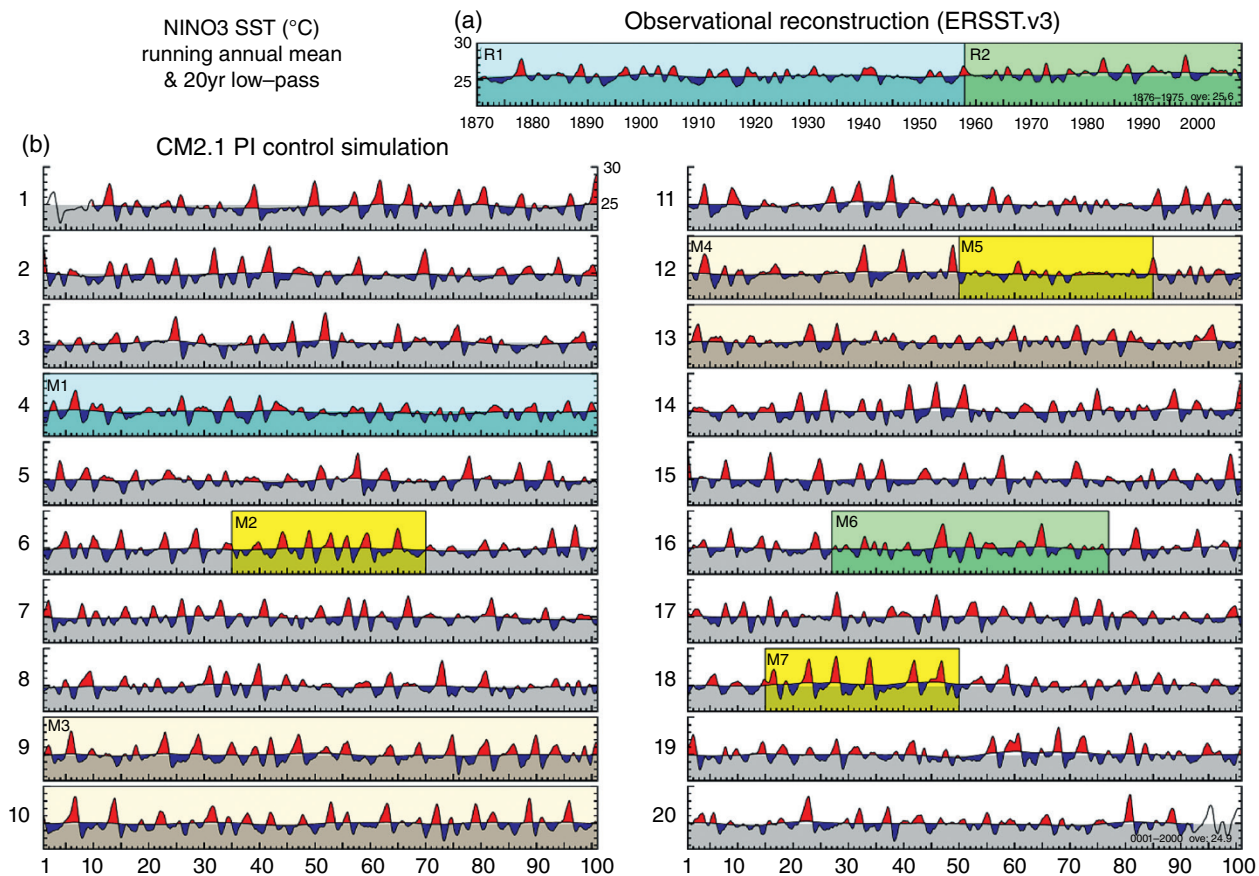 NINO3 SST (°C)
running annual mean
& 20yr low–pass
(a) Observational reconstruction (ERSST.v3)
30
25
R1
R2
1876–1975 ove: 25.6
1870 1880 1890 1900 1910 1920 1930 1940 1950 1960 1970 1980 1990 2000
(b) CM2.1 PI control simulation
30
25
1
2
3
M1
4
5
M2
6
7
8
M3
9
10
1 10 20 30 40 50 60 70 80 90 100
11
M4
M5
12
13
14
15
M6
16
17
M7
18
19
20
0001–2000 ove: 24.9
1 10 20 30 40 50 60 70 80 90 100